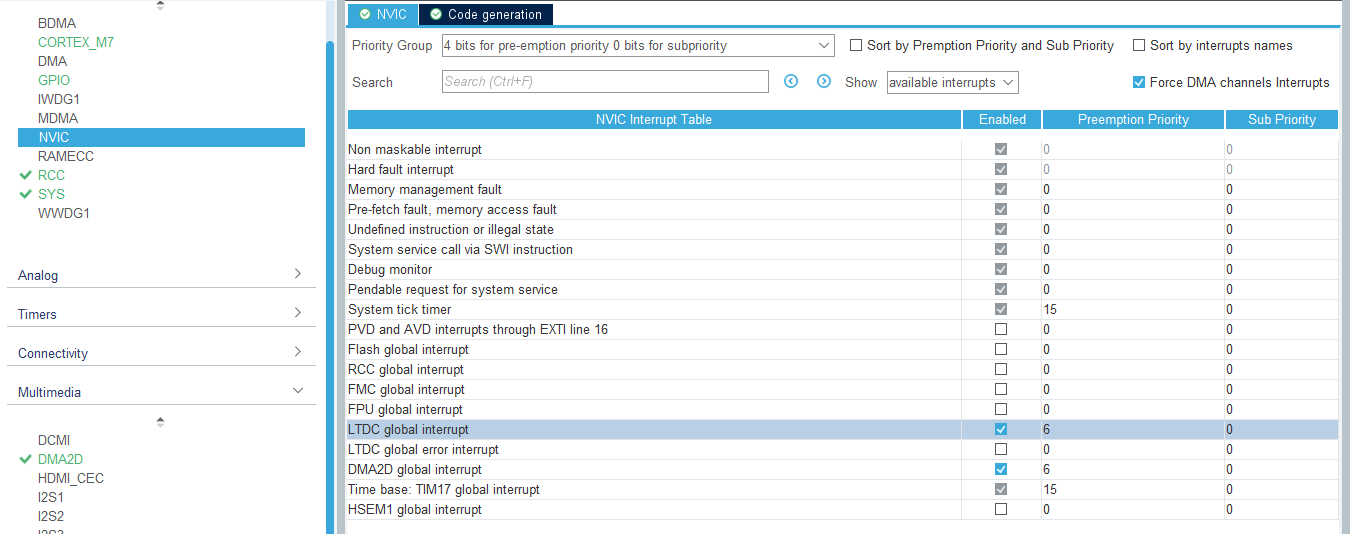 BDMA
CORTEX_M7
DMA
GPIO
IWDG1
MDMA
NVIC
RAMECC
RCC
SYS
WWDG1
Analog
Timers
Connectivity
Multimedia
DCMI
DMA2D
HDMI_CEC
I2S1
I2S2
I2S3
NVIC Code generation
Priority Group 4 bits for pre-emption priority 0 bits for subpriority Sort by Premption Priority and Sub Priority Sort by interrupts names
Search Search (Ctrl+F) Show available interrupts Force DMA channels Interrupts
NVIC Interrupt Table Enabled Preemption Priority Sub Priority
Non maskable interrupt 0 0
Hard fault interrupt 0 0
Memory management fault 0 0
Pre-fetch fault, memory access fault 0 0
Undefined instruction or illegal state 0 0
System service call via SWI instruction 0 0
Debug monitor 0 0
Pendable request for system service 0 0
System tick timer 15 0
PVD and AVD interrupts through EXTI line 16 0 0
Flash global interrupt 0 0
RCC global interrupt 0 0
FMC global interrupt 0 0
FPU global interrupt 0 0
LTDC global interrupt 6 0
LTDC global error interrupt 0 0
DMA2D global interrupt 6 0
Time base: TIM17 global interrupt 15 0
HSEM1 global interrupt 0 0